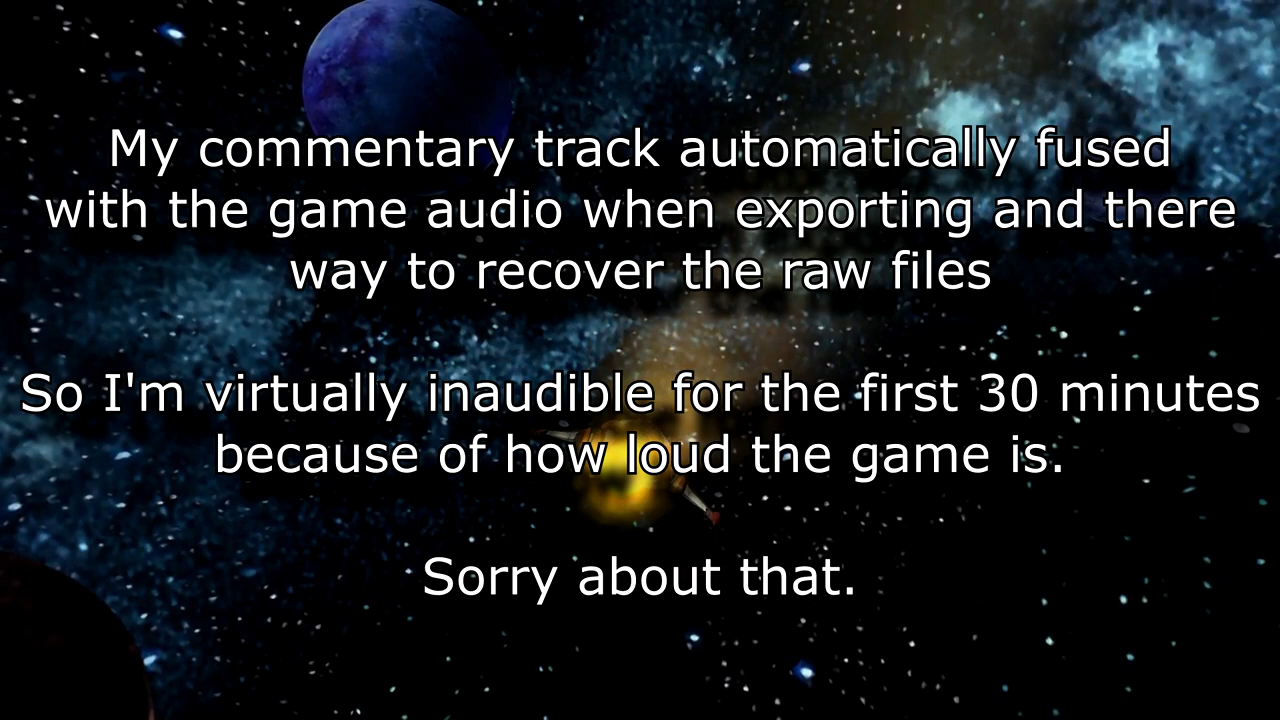 My commentary track automatically fused
with the game audio when exporting and there
way to recover the raw files
So I'm virtually inaudible for the first 30 minutes
because of how loud the game is.
Sorry about that.